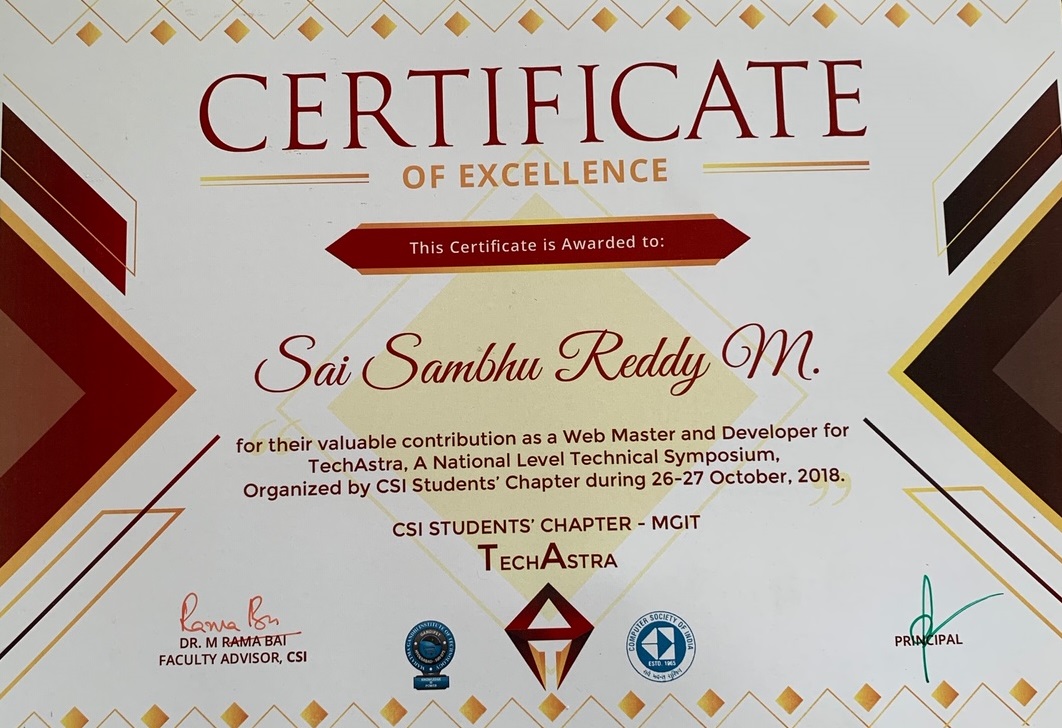 CERTIFICATE
OF EXCELLENCE
This Certificate is Awarded to:
Sai Sambhu Reddy M.
for their valuable contribution as a Web Master and Developer for
TechAstra, A National Level Technical Symposium,
Organized by CSI Students' Chapter during 26-27 October, 2018.
CSI STUDENTS' CHAPTER - MGIT
TECHASTRA
Rama Bai
DR. M RAMA BAI
FACULTY ADVISOR, CSI
COMPUTER SOCIETY OF INDIA
ESTD. 1965
PRINCIPAL